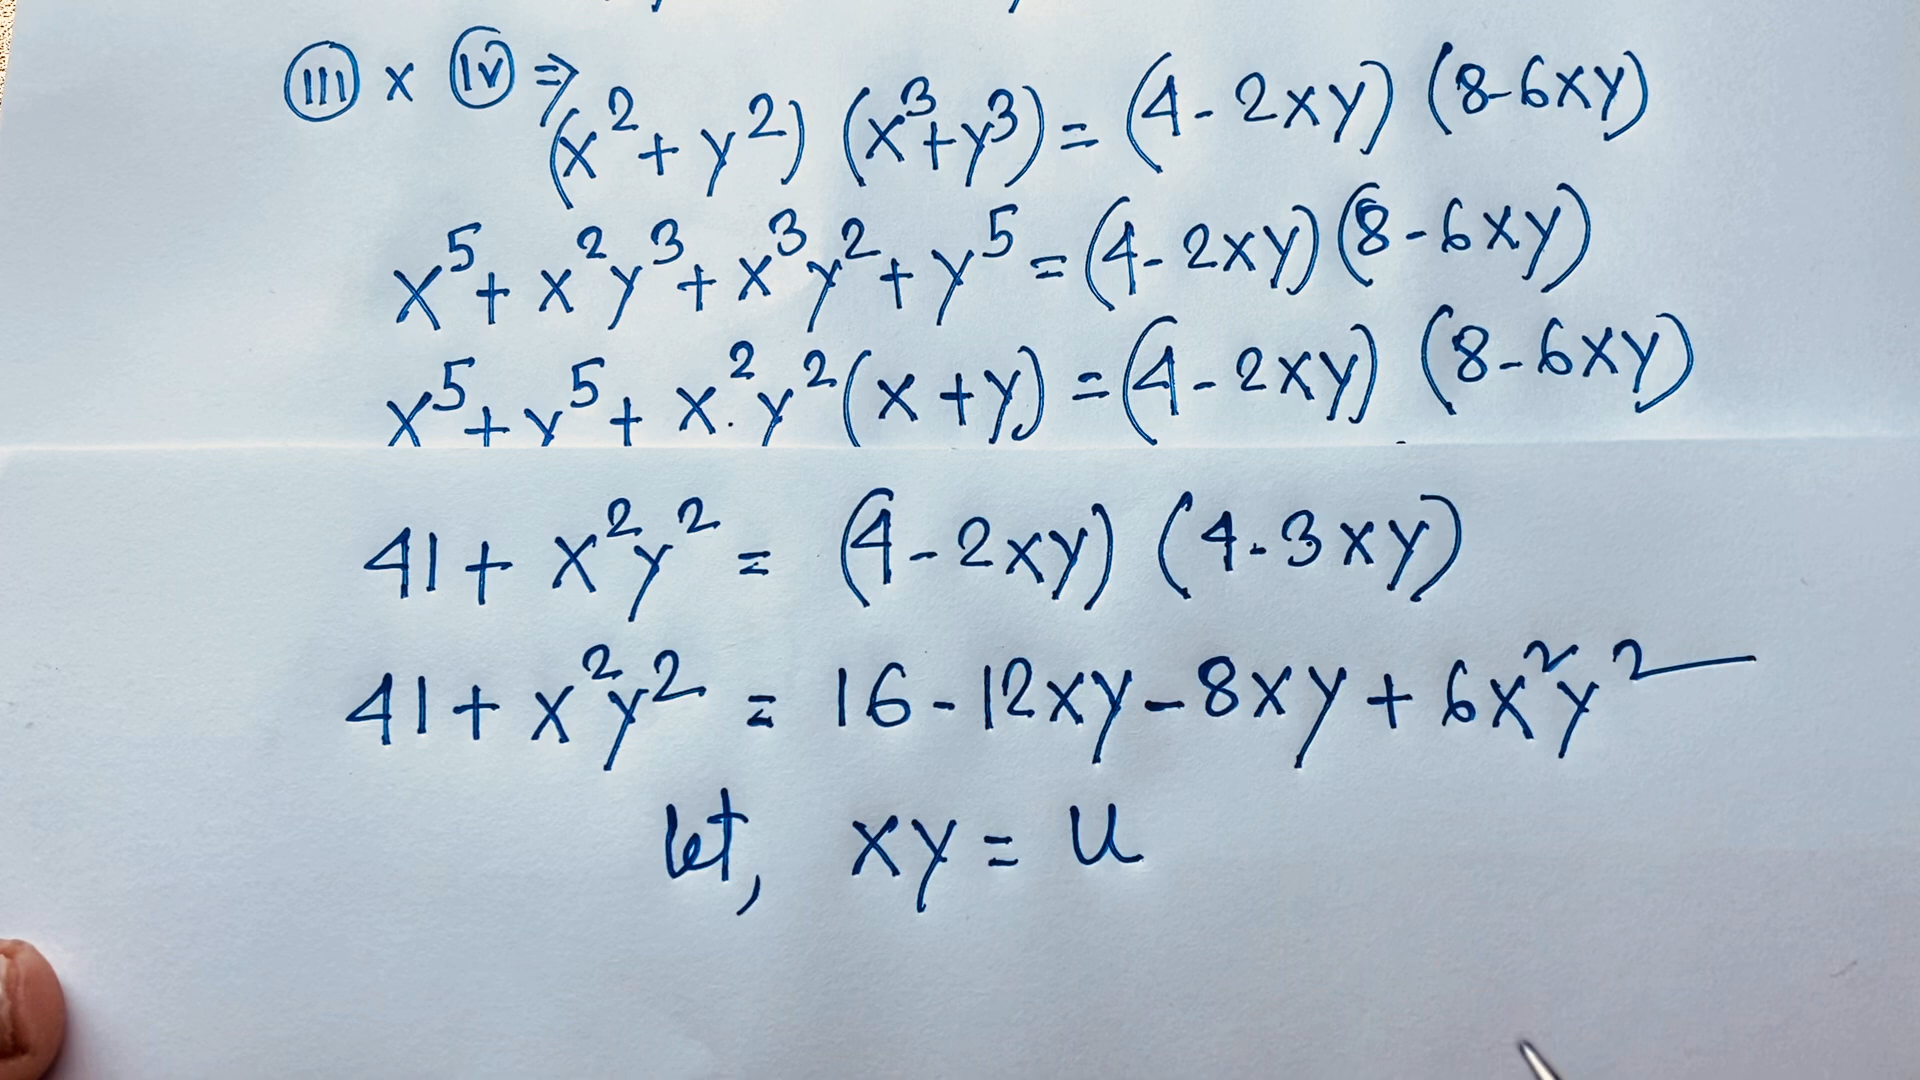 (III) × (IV) ⇒ (x²+y²) (x³+y³) = (4-2xy) (8-6xy)
x⁵+x²y³+x³y²+y⁵ = (4-2xy)(8-6xy)
x⁵+y⁵+x²·y²(x+y) = (4-2xy) (8-6xy)
41+x²y² = (4-2xy) (4-3xy)
41+x²y² = 16-12xy-8xy+6x²y²
let, xy = u